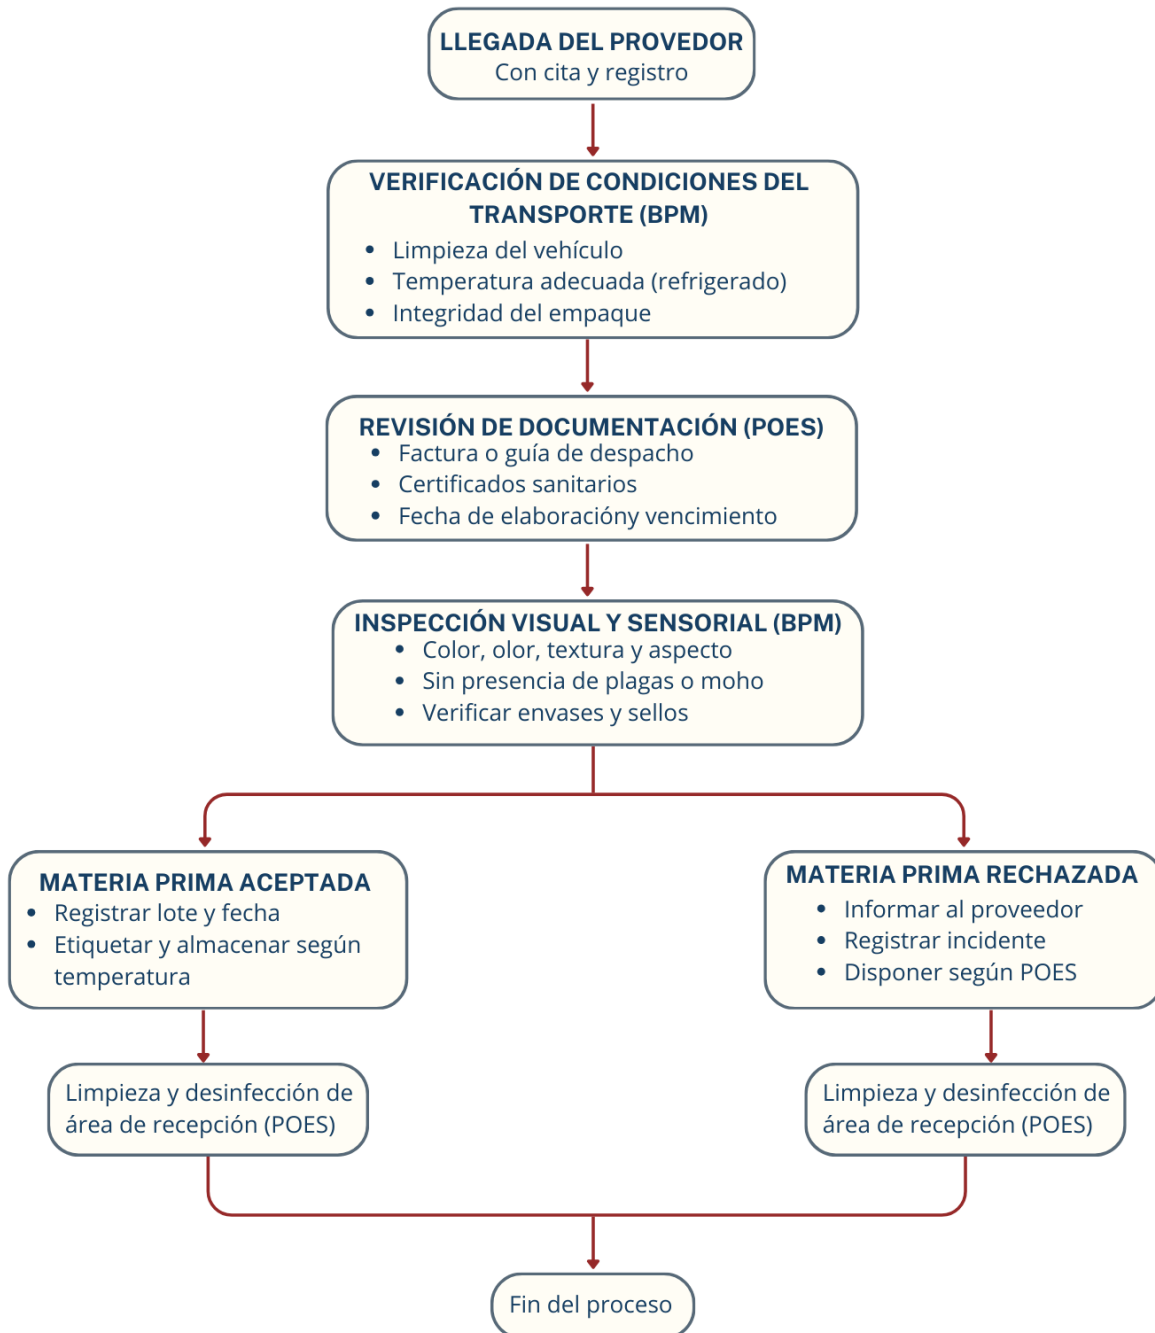 LLEGADA DEL PROVEDOR
Con cita y registro
VERIFICACIÓN DE CONDICIONES DEL
TRANSPORTE (BPM)
• Limpieza del vehículo
• Temperatura adecuada (refrigerado)
• Integridad del empaque
REVISIÓN DE DOCUMENTACIÓN (POES)
• Factura o guía de despacho
• Certificados sanitarios
• Fecha de elaboracióny vencimiento
INSPECCIÓN VISUAL Y SENSORIAL (BPM)
• Color, olor, textura y aspecto
• Sin presencia de plagas o moho
• Verificar envases y sellos
MATERIA PRIMA ACEPTADA
• Registrar lote y fecha
• Etiquetar y almacenar según
temperatura
MATERIA PRIMA RECHAZADA
• Informar al proveedor
• Registrar incidente
• Disponer según POES
Limpieza y desinfección de
área de recepción (POES)
Limpieza y desinfección de
área de recepción (POES)
Fin del proceso